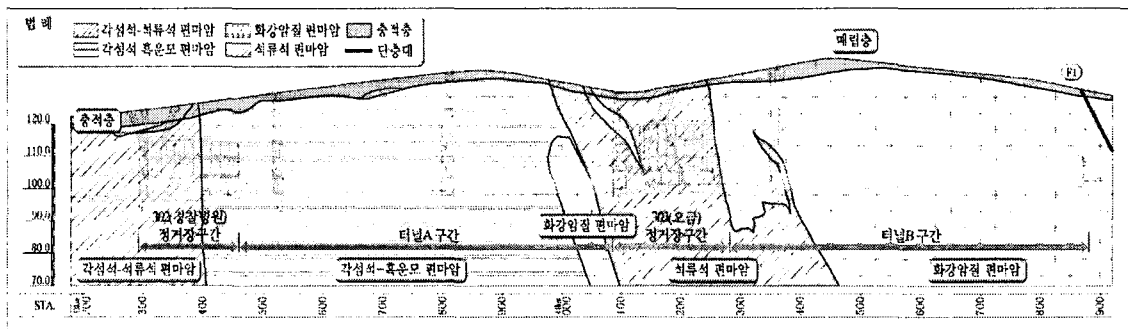 범 례
각섬석-석류석 편마암 화강암질 편마암 충적층
각섬석 흑운모 편마암 석류석 편마암 단층대
매립층
F1
충적층
120.0
110.0
100.0
90.0
80.0
70.0
정거장구간
터널A 구간
화강암질 편마암
정거장구간
터널B 구간
각섬석-석류석 편마암
각섬석-흑운모 편마암
석류석 편마암
화강암질 편마암
STA. 300 400 500 600 700 800 900 100 200 300 400 500 600 700 800 900